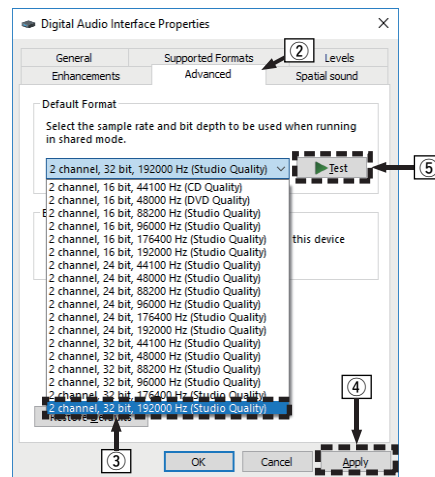 Digital Audio Interface Properties
General
Supported Formats
②
Levels
Enhancements
Advanced
Spatial sound
Default Format
Select the sample rate and bit depth to be used when running
in shared mode.
2 channel, 32 bit, 192000 Hz (Studio Quality)
Test
⑤
2 channel, 16 bit, 44100 Hz (CD Quality)
2 channel, 16 bit, 48000 Hz (DVD Quality)
2 channel, 16 bit, 88200 Hz (Studio Quality)
2 channel, 16 bit, 96000 Hz (Studio Quality)
2 channel, 16 bit, 176400 Hz (Studio Quality)
2 channel, 16 bit, 192000 Hz (Studio Quality)
2 channel, 24 bit, 44100 Hz (Studio Quality)
2 channel, 24 bit, 48000 Hz (Studio Quality)
2 channel, 24 bit, 88200 Hz (Studio Quality)
2 channel, 24 bit, 96000 Hz (Studio Quality)
2 channel, 24 bit, 176400 Hz (Studio Quality)
2 channel, 24 bit, 192000 Hz (Studio Quality)
2 channel, 32 bit, 44100 Hz (Studio Quality)
2 channel, 32 bit, 48000 Hz (Studio Quality)
2 channel, 32 bit, 88200 Hz (Studio Quality)
2 channel, 32 bit, 96000 Hz (Studio Quality)
2 channel, 32 bit, 176400 Hz (Studio Quality)
2 channel, 32 bit, 192000 Hz (Studio Quality)
this device
④
③
OK
Cancel
Apply